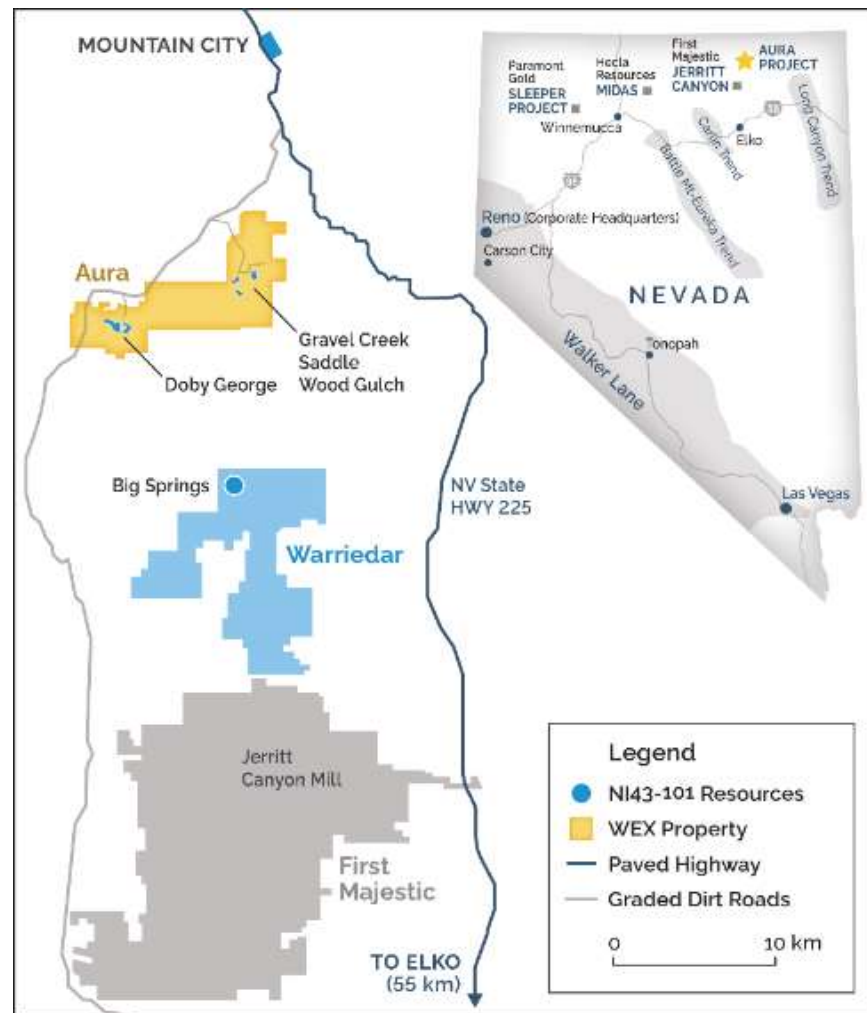 MOUNTAIN CITY
Aura
Gravel Creek
Saddle
Wood Gulch
Doby George
Big Springs
Warriedar
NV State
HWY 225
Jerritt
Canyon Mill
First
Majestic
TO ELKO
(55 km)
Paramont
Gold
SLEEPER
PROJECT
Hecla
Resources
MIDAS
First
Majestic
JERRITT
CANYON
AURA
PROJECT
Winnemucca
Elko
Battle Mt-Eureka Trend
Carlin Trend
Long Canyon Trend
Reno (Corporate Headquarters)
Carson City
NEVADA
Tonopah
Walker Lane
Las Vegas
Legend
NI43-101 Resources
WEX Property
Paved Highway
Graded Dirt Roads
0 10 km